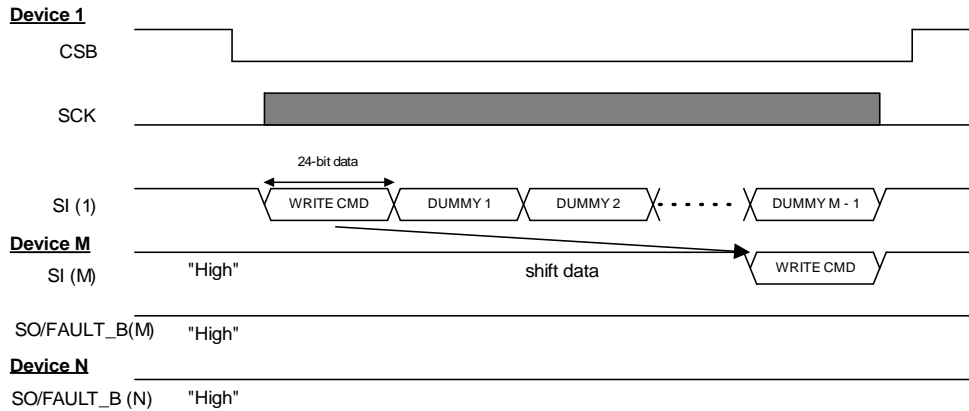 Device 1
CSB
SCK
24-bit data
SI (1) WRITE CMD DUMMY 1 DUMMY 2 DUMMY M - 1
Device M
SI (M) "High" shift data WRITE CMD
SO/FAULT_B(M) "High"
Device N
SO/FAULT_B (N) "High"